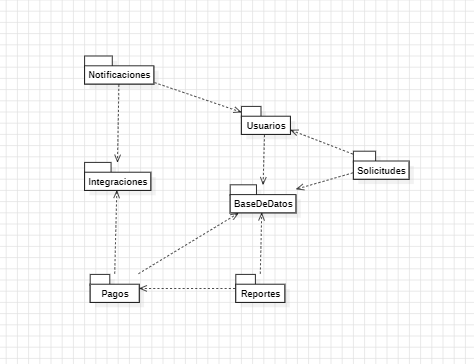 Notificaciones
Usuarios
Solicitudes
Integraciones
BaseDeDatos
Pagos
Reportes